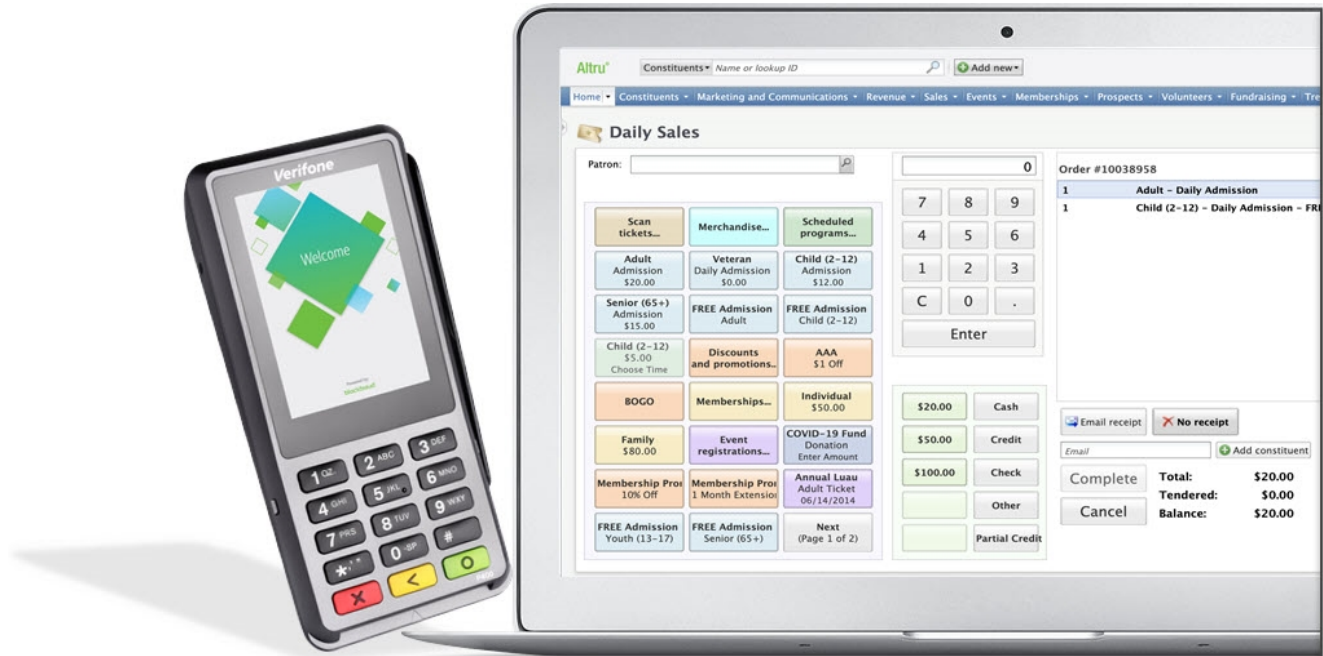 Verifone
Welcome
Powered by
1 QZ.
2 ABC
3 DEF
4 GHI
5 JKL
6 MNO
7 PRS
8 TUV
9 WXY
*,'"
0 -SP
#
P400
Altru
Constituents
Name or lookup ID
Add new
Home
Constituents
Marketing and Communications
Revenue
Sales
Events
Memberships
Prospects
Volunteers
Fundraising
Tre
Daily Sales
Patron:
Scan
tickets...
Merchandise...
Scheduled
programs...
Adult
Admission
$20.00
Veteran
Daily Admission
$0.00
Child (2-12)
Admission
$12.00
Senior (65+)
Admission
$15.00
FREE Admission
Adult
FREE Admission
Child (2-12)
Child (2-12)
$5.00
Choose Time
Discounts
and promotions..
AAA
$1 Off
BOGO
Memberships...
Individual
$50.00
Family
$80.00
Event
registrations...
COVID-19 Fund
Donation
Enter Amount
Membership Pro
10% Off
Membership Pro
1 Month Extension
Annual Luau
Adult Ticket
06/14/2014
FREE Admission
Youth (13-17)
FREE Admission
Senior (65+)
Next
(Page 1 of 2)
0
7 8 9
4 5 6
1 2 3
C 0 .
Enter
$20.00 Cash
$50.00 Credit
$100.00 Check
Other
Partial Credit
Order #10038958
1 Adult - Daily Admission
1 Child (2-12) - Daily Admission - FRE
Email receipt
No receipt
Email
Add constituent
Complete
Cancel
Total: $20.00
Tendered: $0.00
Balance: $20.00